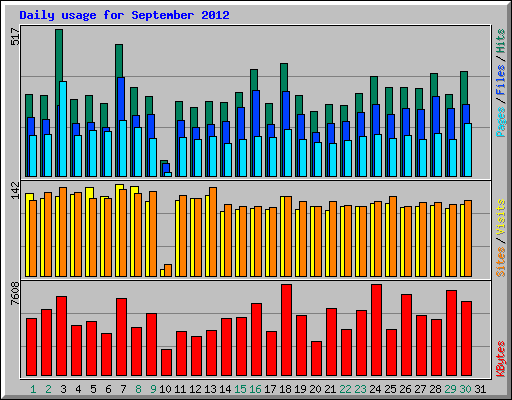 Daily usage for September 2012
517
Pages / Files / Hits
142
Sites / Visits
7608
KBytes
1 2 3 4 5 6 7 8 9 10 11 12 13 14 15 16 17 18 19 20 21 22 23 24 25 26 27 28 29 30 31